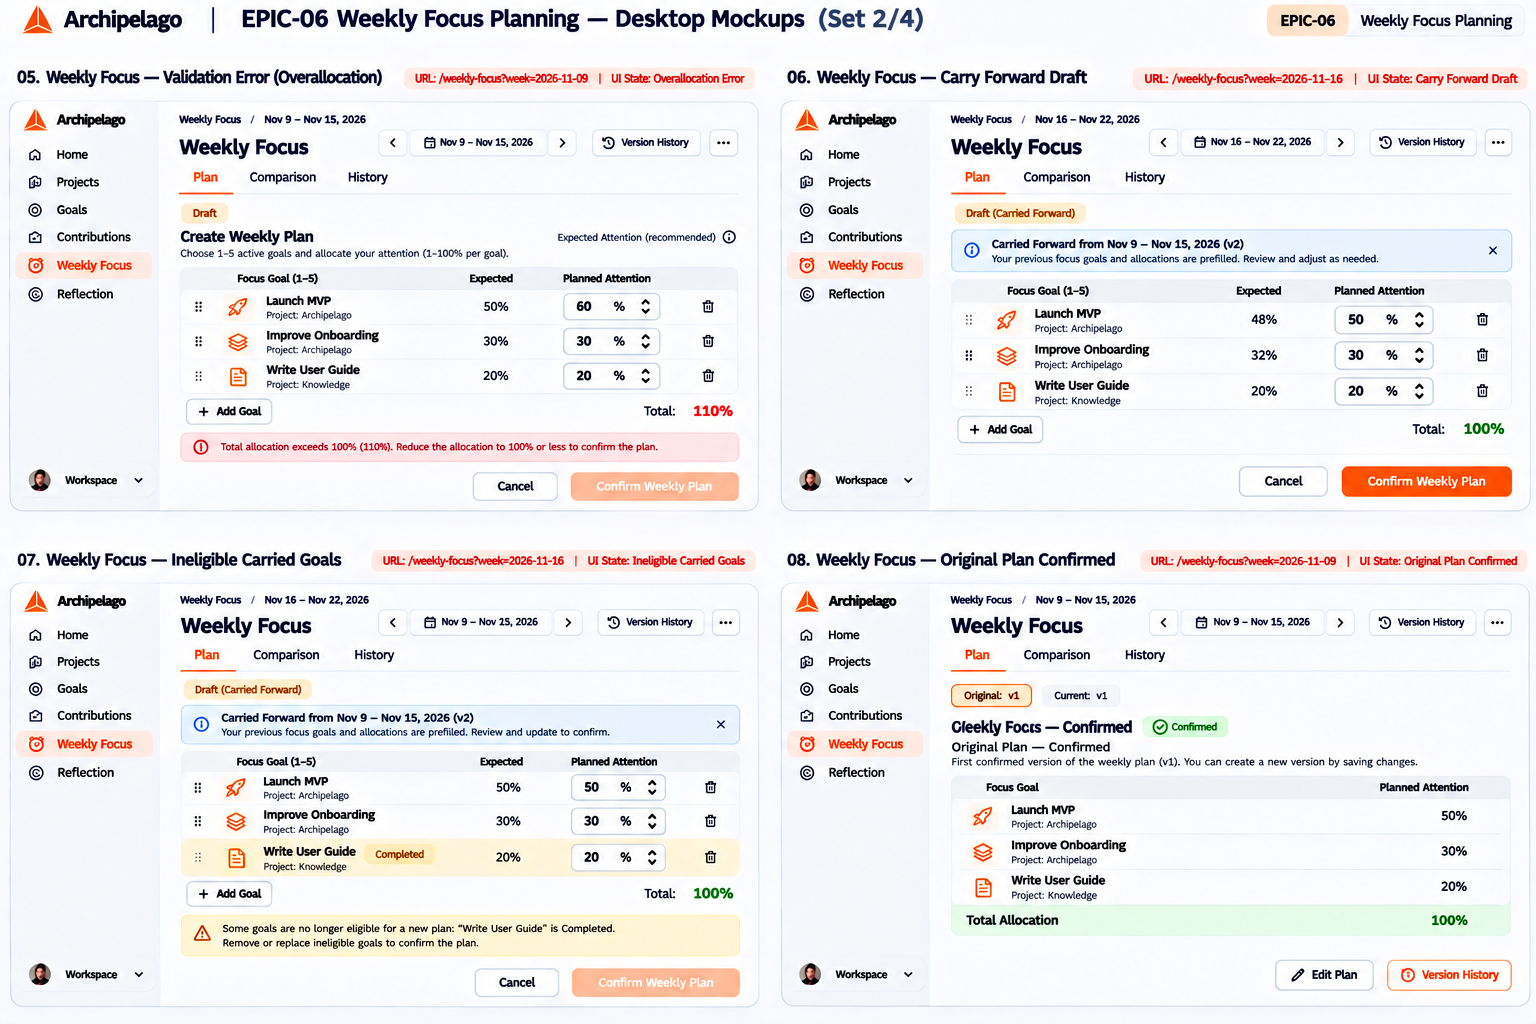 Archipelago | EPIC-06 Weekly Focus Planning — Desktop Mockups (Set 2/4)
EPIC-06 Weekly Focus Planning
05. Weekly Focus — Validation Error (Overallocation)
URL: /weekly-focus?week=2026-11-09 | UI State: Overallocation Error
Archipelago
Home
Projects
Goals
Contributions
Weekly Focus
Reflection
Workspace
Weekly Focus / Nov 9 – Nov 15, 2026
Weekly Focus
Nov 9 – Nov 15, 2026
Version History
Plan Comparison History
Draft
Create Weekly Plan
Expected Attention (recommended)
Choose 1–5 active goals and allocate your attention (1–100% per goal).
Focus Goal (1–5) Expected Planned Attention
Launch MVP
Project: Archipelago
50% 60 %
Improve Onboarding
Project: Archipelago
30% 30 %
Write User Guide
Project: Knowledge
20% 20 %
+ Add Goal
Total: 110%
Total allocation exceeds 100% (110%). Reduce the allocation to 100% or less to confirm the plan.
Cancel
Confirm Weekly Plan
06. Weekly Focus — Carry Forward Draft
URL: /weekly-focus?week=2026-11-16 | UI State: Carry Forward Draft
Archipelago
Home
Projects
Goals
Contributions
Weekly Focus
Reflection
Workspace
Weekly Focus / Nov 16 – Nov 22, 2026
Weekly Focus
Nov 16 – Nov 22, 2026
Version History
Plan Comparison History
Draft (Carried Forward)
Carried Forward from Nov 9 – Nov 15, 2026 (v2)
Your previous focus goals and allocations are prefilled. Review and adjust as needed.
Focus Goal (1–5) Expected Planned Attention
Launch MVP
Project: Archipelago
48% 50 %
Improve Onboarding
Project: Archipelago
32% 30 %
Write User Guide
Project: Knowledge
20% 20 %
+ Add Goal
Total: 100%
Cancel
Confirm Weekly Plan
07. Weekly Focus — Ineligible Carried Goals
URL: /weekly-focus?week=2026-11-16 | UI State: Ineligible Carried Goals
Archipelago
Home
Projects
Goals
Contributions
Weekly Focus
Reflection
Workspace
Weekly Focus / Nov 16 – Nov 22, 2026
Weekly Focus
Nov 9 – Nov 15, 2026
Version History
Plan Comparison History
Draft (Carried Forward)
Carried Forward from Nov 9 – Nov 15, 2026 (v2)
Your previous focus goals and allocations are prefiled. Review and update to confirm.
Focus Goal (1–5) Expected Planned Attention
Launch MVP
Project: Archipelago
50% 50 %
Improve Onboarding
Project: Archipelago
30% 30 %
Write User Guide Completed
Project: Knowledge
20% 20 %
+ Add Goal
Total: 100%
Some goals are no longer eligible for a new plan: "Write User Guide" is Completed.
Remove or replace ineligible goals to confirm the plan.
Cancel
Confirm Weekly Plan
08. Weekly Focus — Original Plan Confirmed
URL: /weekly-focus?week=2026-11-09 | UI State: Original Plan Confirmed
Archipelago
Home
Projects
Goals
Contributions
Weekly Focus
Reflection
Workspace
Weekly Focus / Nov 9 – Nov 15, 2026
Weekly Focus
Nov 9 – Nov 15, 2026
Version History
Plan Comparison History
Original: v1 Current: v1
— Confirmed Confirmed
Original Plan — Confirmed
First confirmed version of the weekly plan (v1). You can create a new version by saving changes.
Focus Goal Planned Attention
Launch MVP
Project: Archipelago
50%
Improve Onboarding
Project: Archipelago
30%
Write User Guide
Project: Knowledge
20%
Total Allocation 100%
Edit Plan
Version History